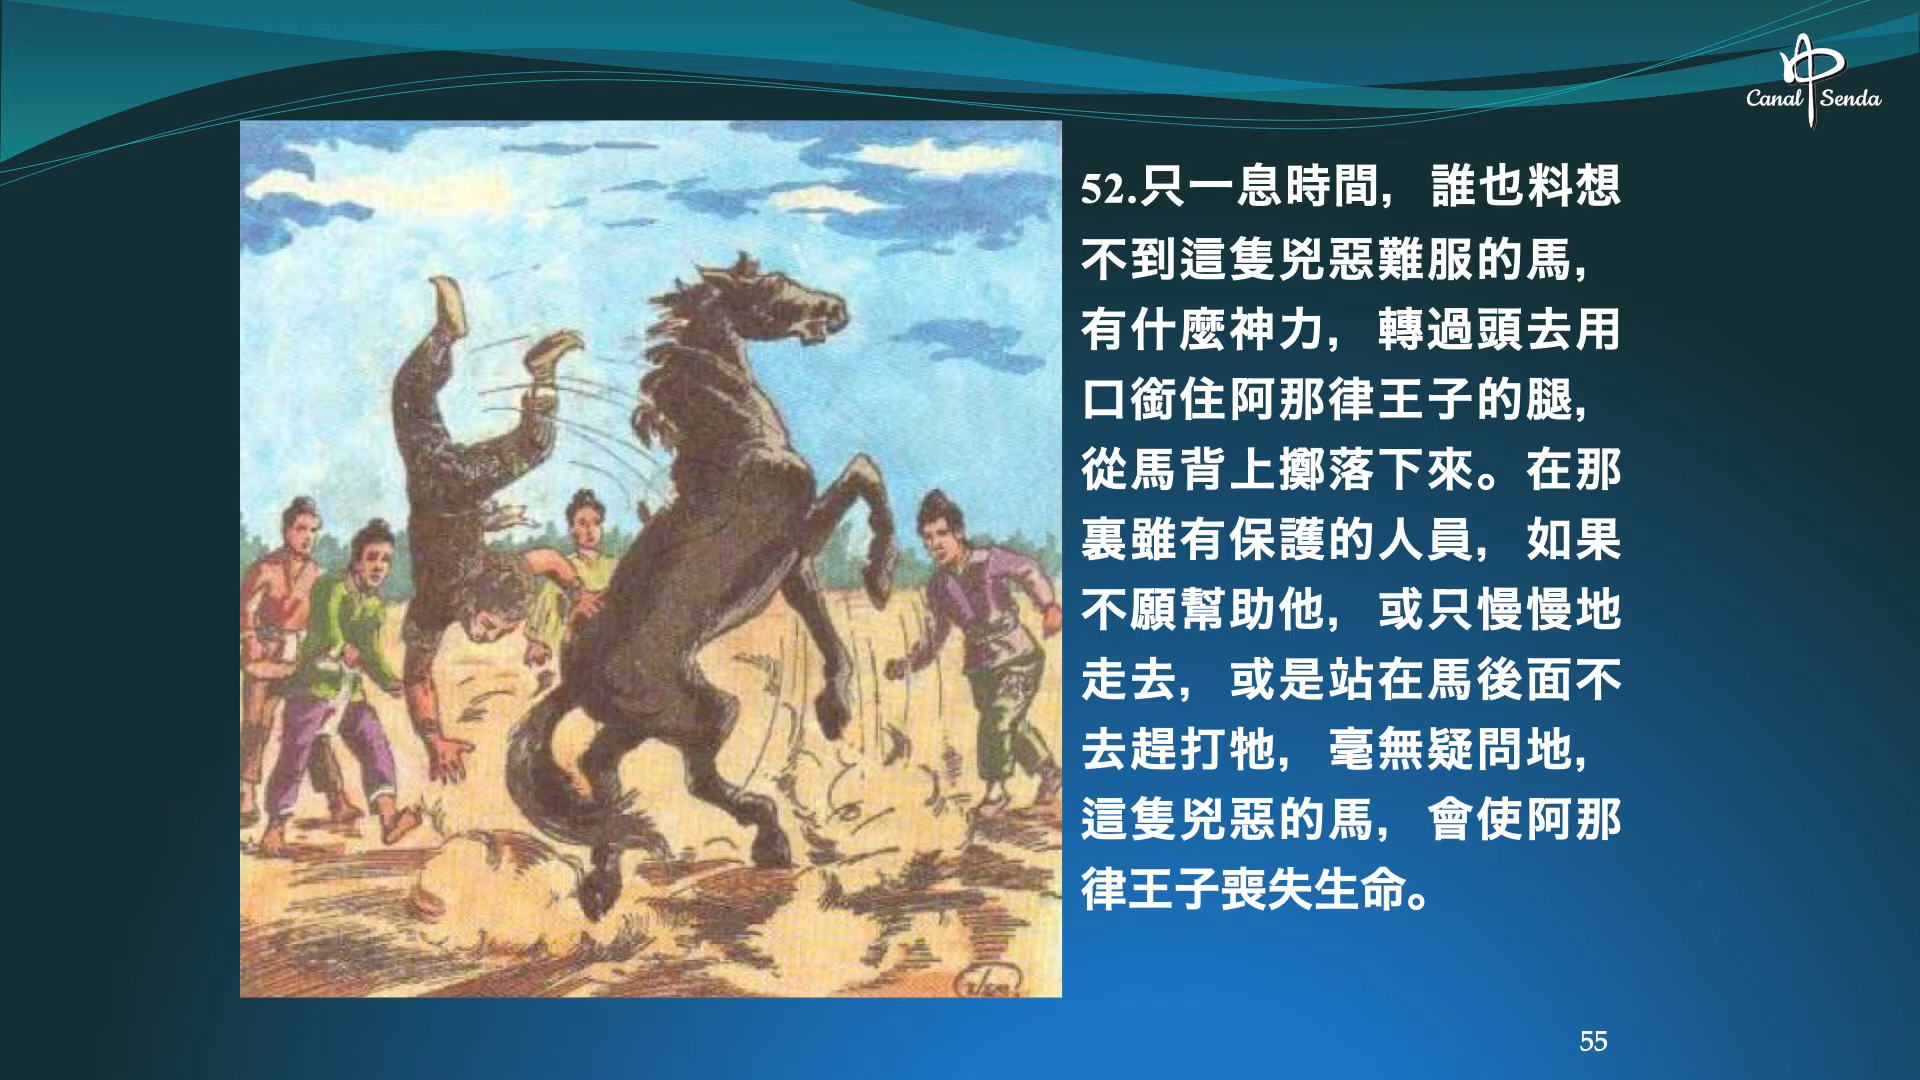 Canal Senda
52.只一息時間，誰也料想
不到這隻兇惡難服的馬，
有什麼神力，轉過頭去用
口銜住阿那律王子的腿，
從馬背上擲落下來。在那
裏雖有保護的人員，如果
不願幫助他，或只慢慢地
走去，或是站在馬後面不
去趕打牠，毫無疑問地，
這隻兇惡的馬，會使阿那
律王子喪失生命。
55